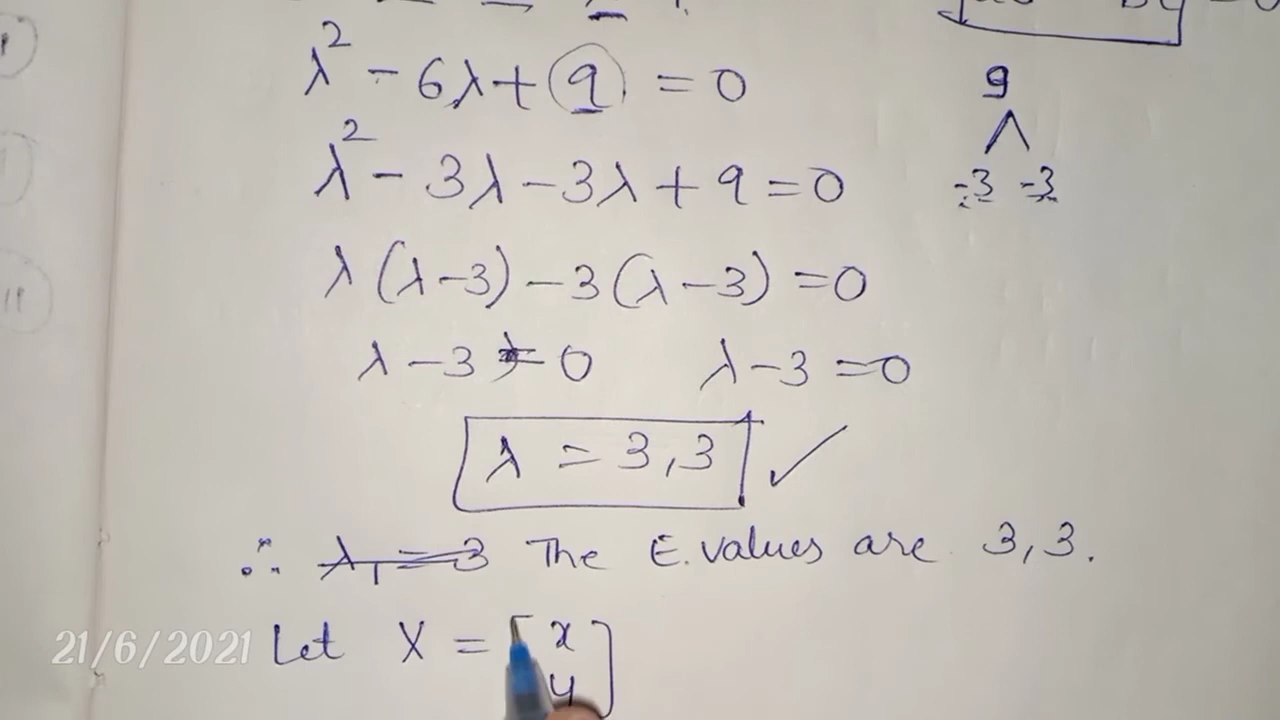 λ² - 6λ + 9 = 0
9
λ² - 3λ - 3λ + 9 = 0
-3 -3
λ(λ-3) - 3(λ-3) = 0
λ - 3 = 0 λ - 3 = 0
λ = 3,3 ✓
∴ λ₁ = 3 The E.values are 3,3.
Let X = [x
y]
21/6/2021